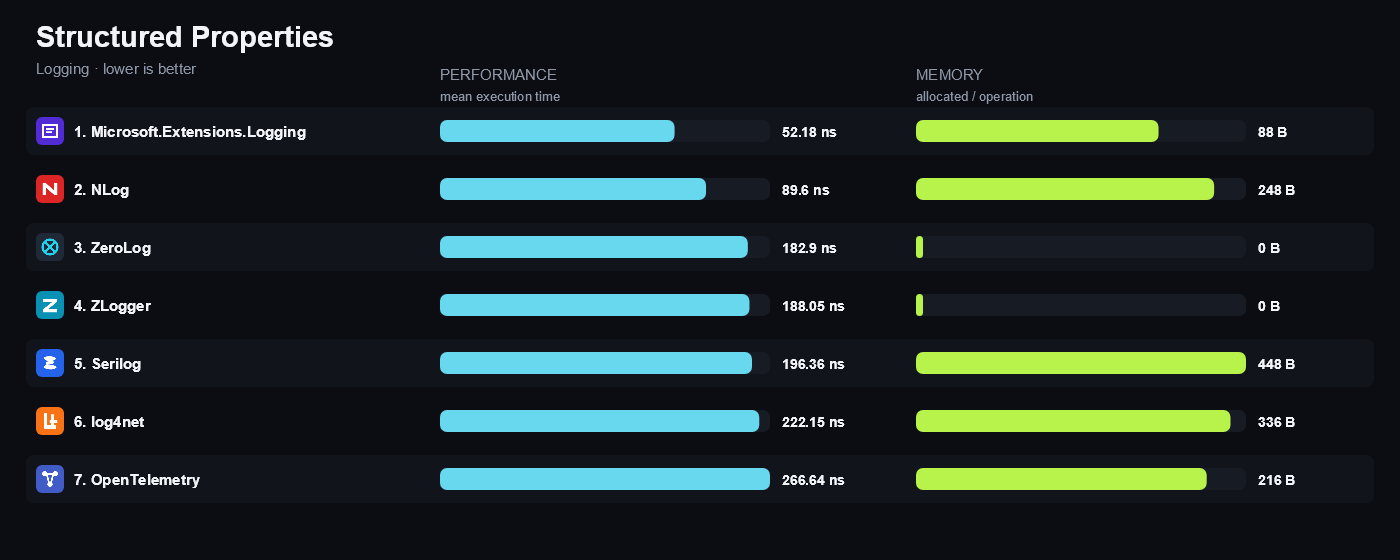 Structured Properties
Logging · lower is better
PERFORMANCE
mean execution time
MEMORY
allocated / operation
1. Microsoft.Extensions.Logging 52.18 ns 88 B
2. NLog 89.6 ns 248 B
3. ZeroLog 182.9 ns 0 B
4. ZLogger 188.05 ns 0 B
5. Serilog 196.36 ns 448 B
6. log4net 222.15 ns 336 B
7. OpenTelemetry 266.64 ns 216 B